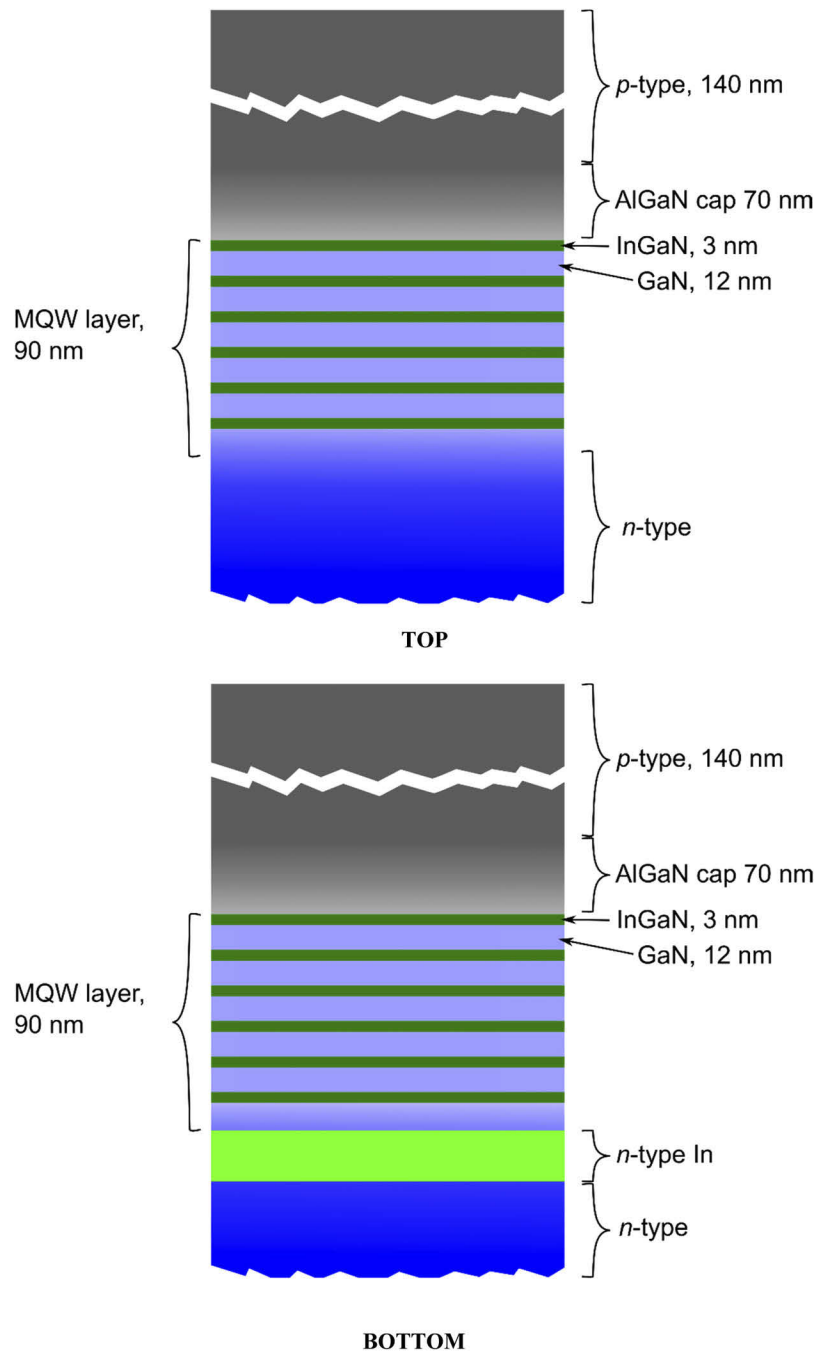 p-type, 140 nm
AlGaN cap 70 nm
InGaN, 3 nm
GaN, 12 nm
MQW layer,
90 nm
n-type
TOP
p-type, 140 nm
AlGaN cap 70 nm
InGaN, 3 nm
GaN, 12 nm
MQW layer,
90 nm
n-type In
n-type
BOTTOM